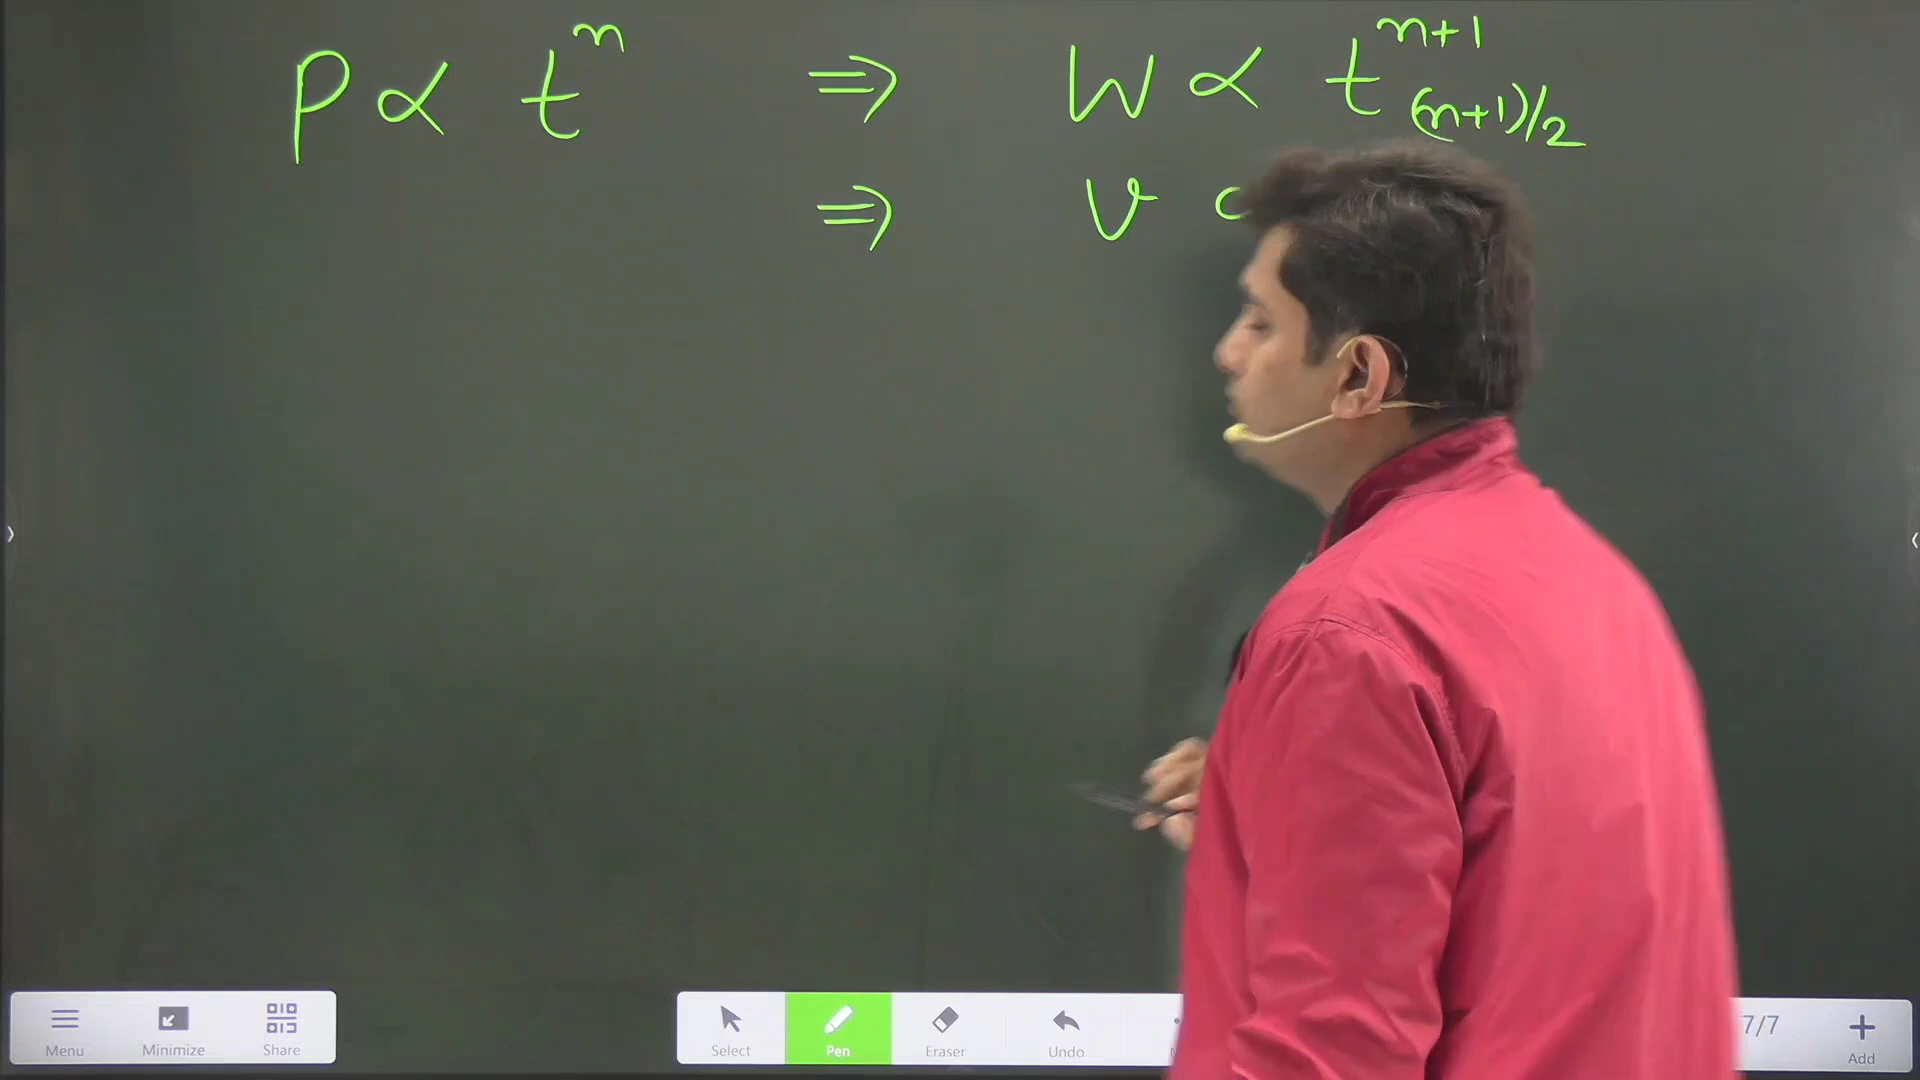 P ∝ t^n ⇒ W ∝ t^{n+1}
⇒ v ∝ (n+1)/2
Menu Minimize Share Select Pen Eraser Undo 7/7 Add